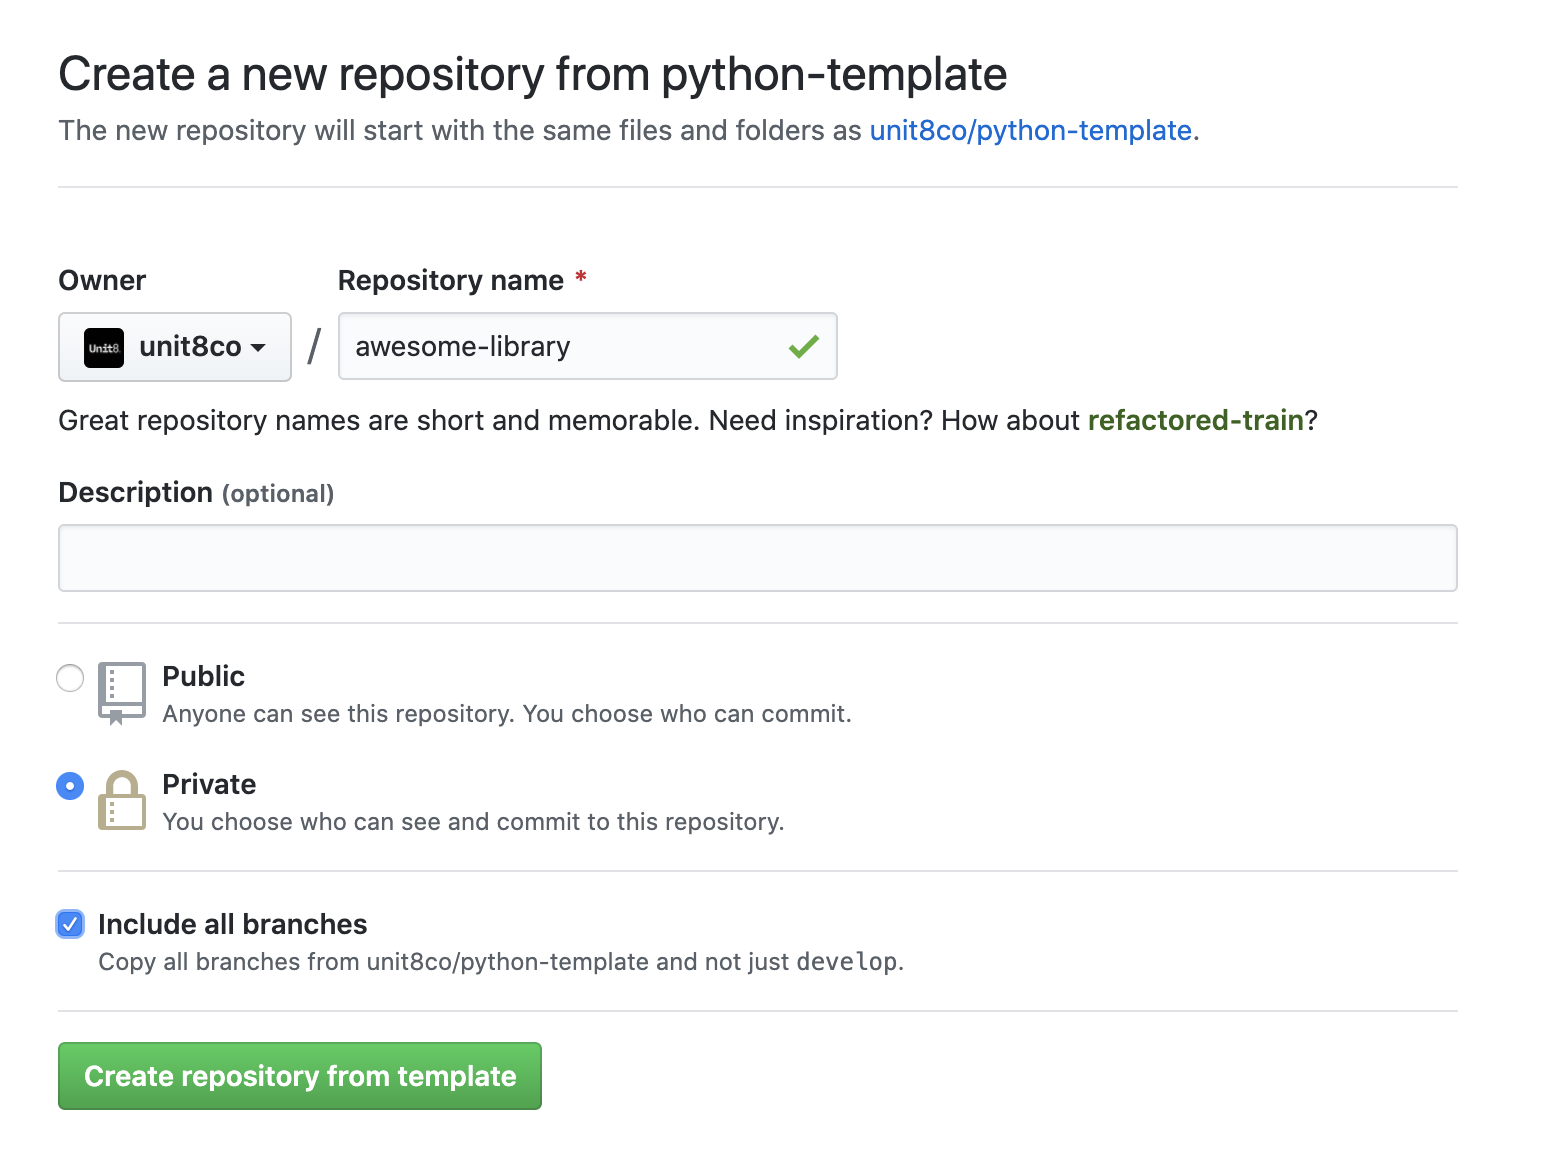 Create a new repository from python-template
The new repository will start with the same files and folders as unit8co/python-template.
Owner
Repository name *
Unit8.
unit8co
/
awesome-library
Great repository names are short and memorable. Need inspiration? How about refactored-train?
Description (optional)
Public
Anyone can see this repository. You choose who can commit.
Private
You choose who can see and commit to this repository.
Include all branches
Copy all branches from unit8co/python-template and not just develop.
Create repository from template